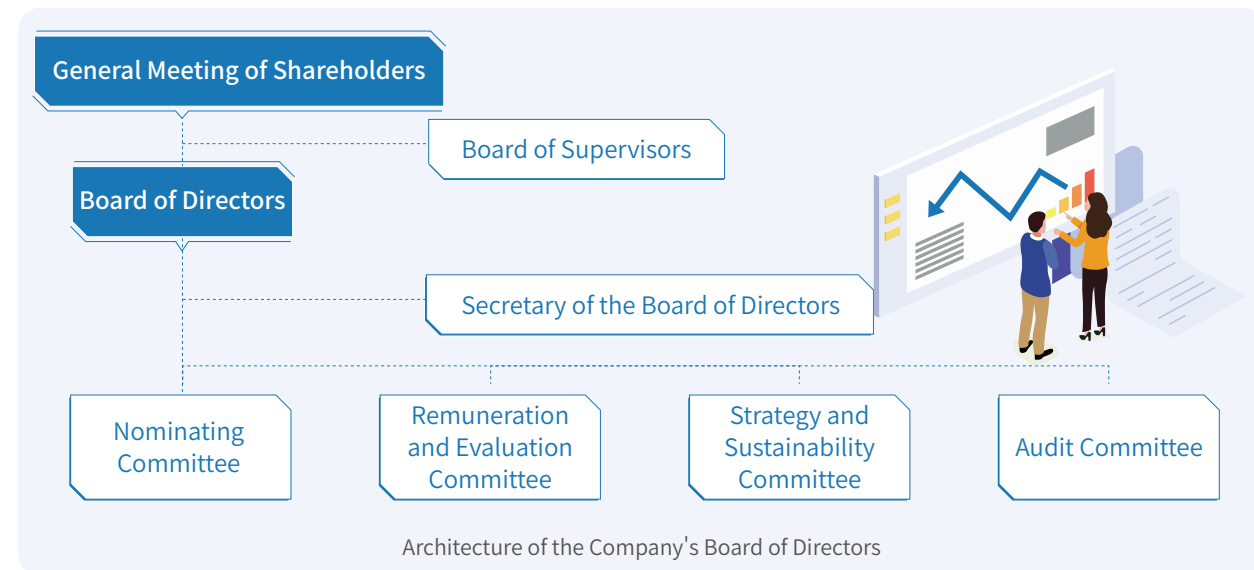 General Meeting of Shareholders
Board of Supervisors
Board of Directors
Secretary of the Board of Directors
Nominating
Committee
Remuneration
and Evaluation
Committee
Strategy and
Sustainability
Committee
Audit Committee
Architecture of the Company's Board of Directors